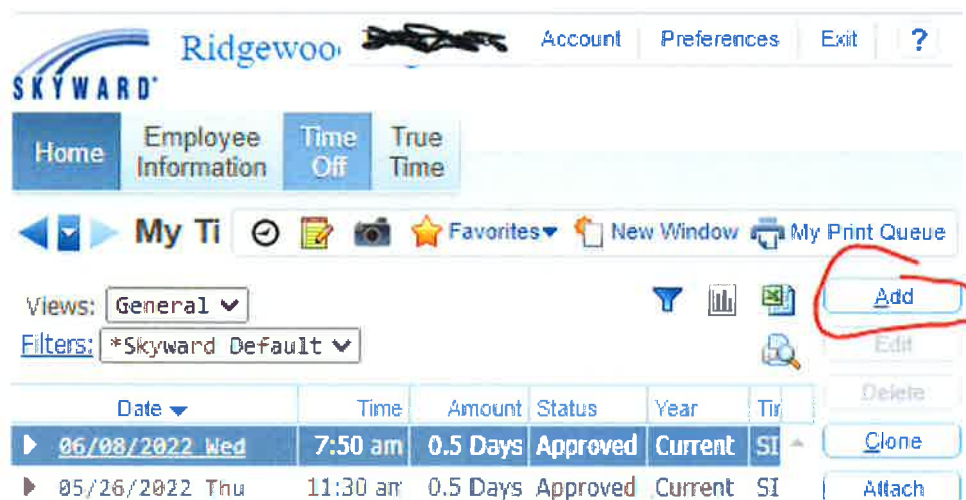 Ridgewoo Account Preferences Exit ?
SKYWARD
Home Employee Information Time Off True Time
My Ti Favorites New Window My Print Queue
Views: General Add
Filters: *Skyward Default Edit
Date Time Amount Status Year Delete
06/08/2022 Wed 7:50 am 0.5 Days Approved Current SI Clone
05/26/2022 Thu 11:30 am 0.5 Days Approved Current SI Attach